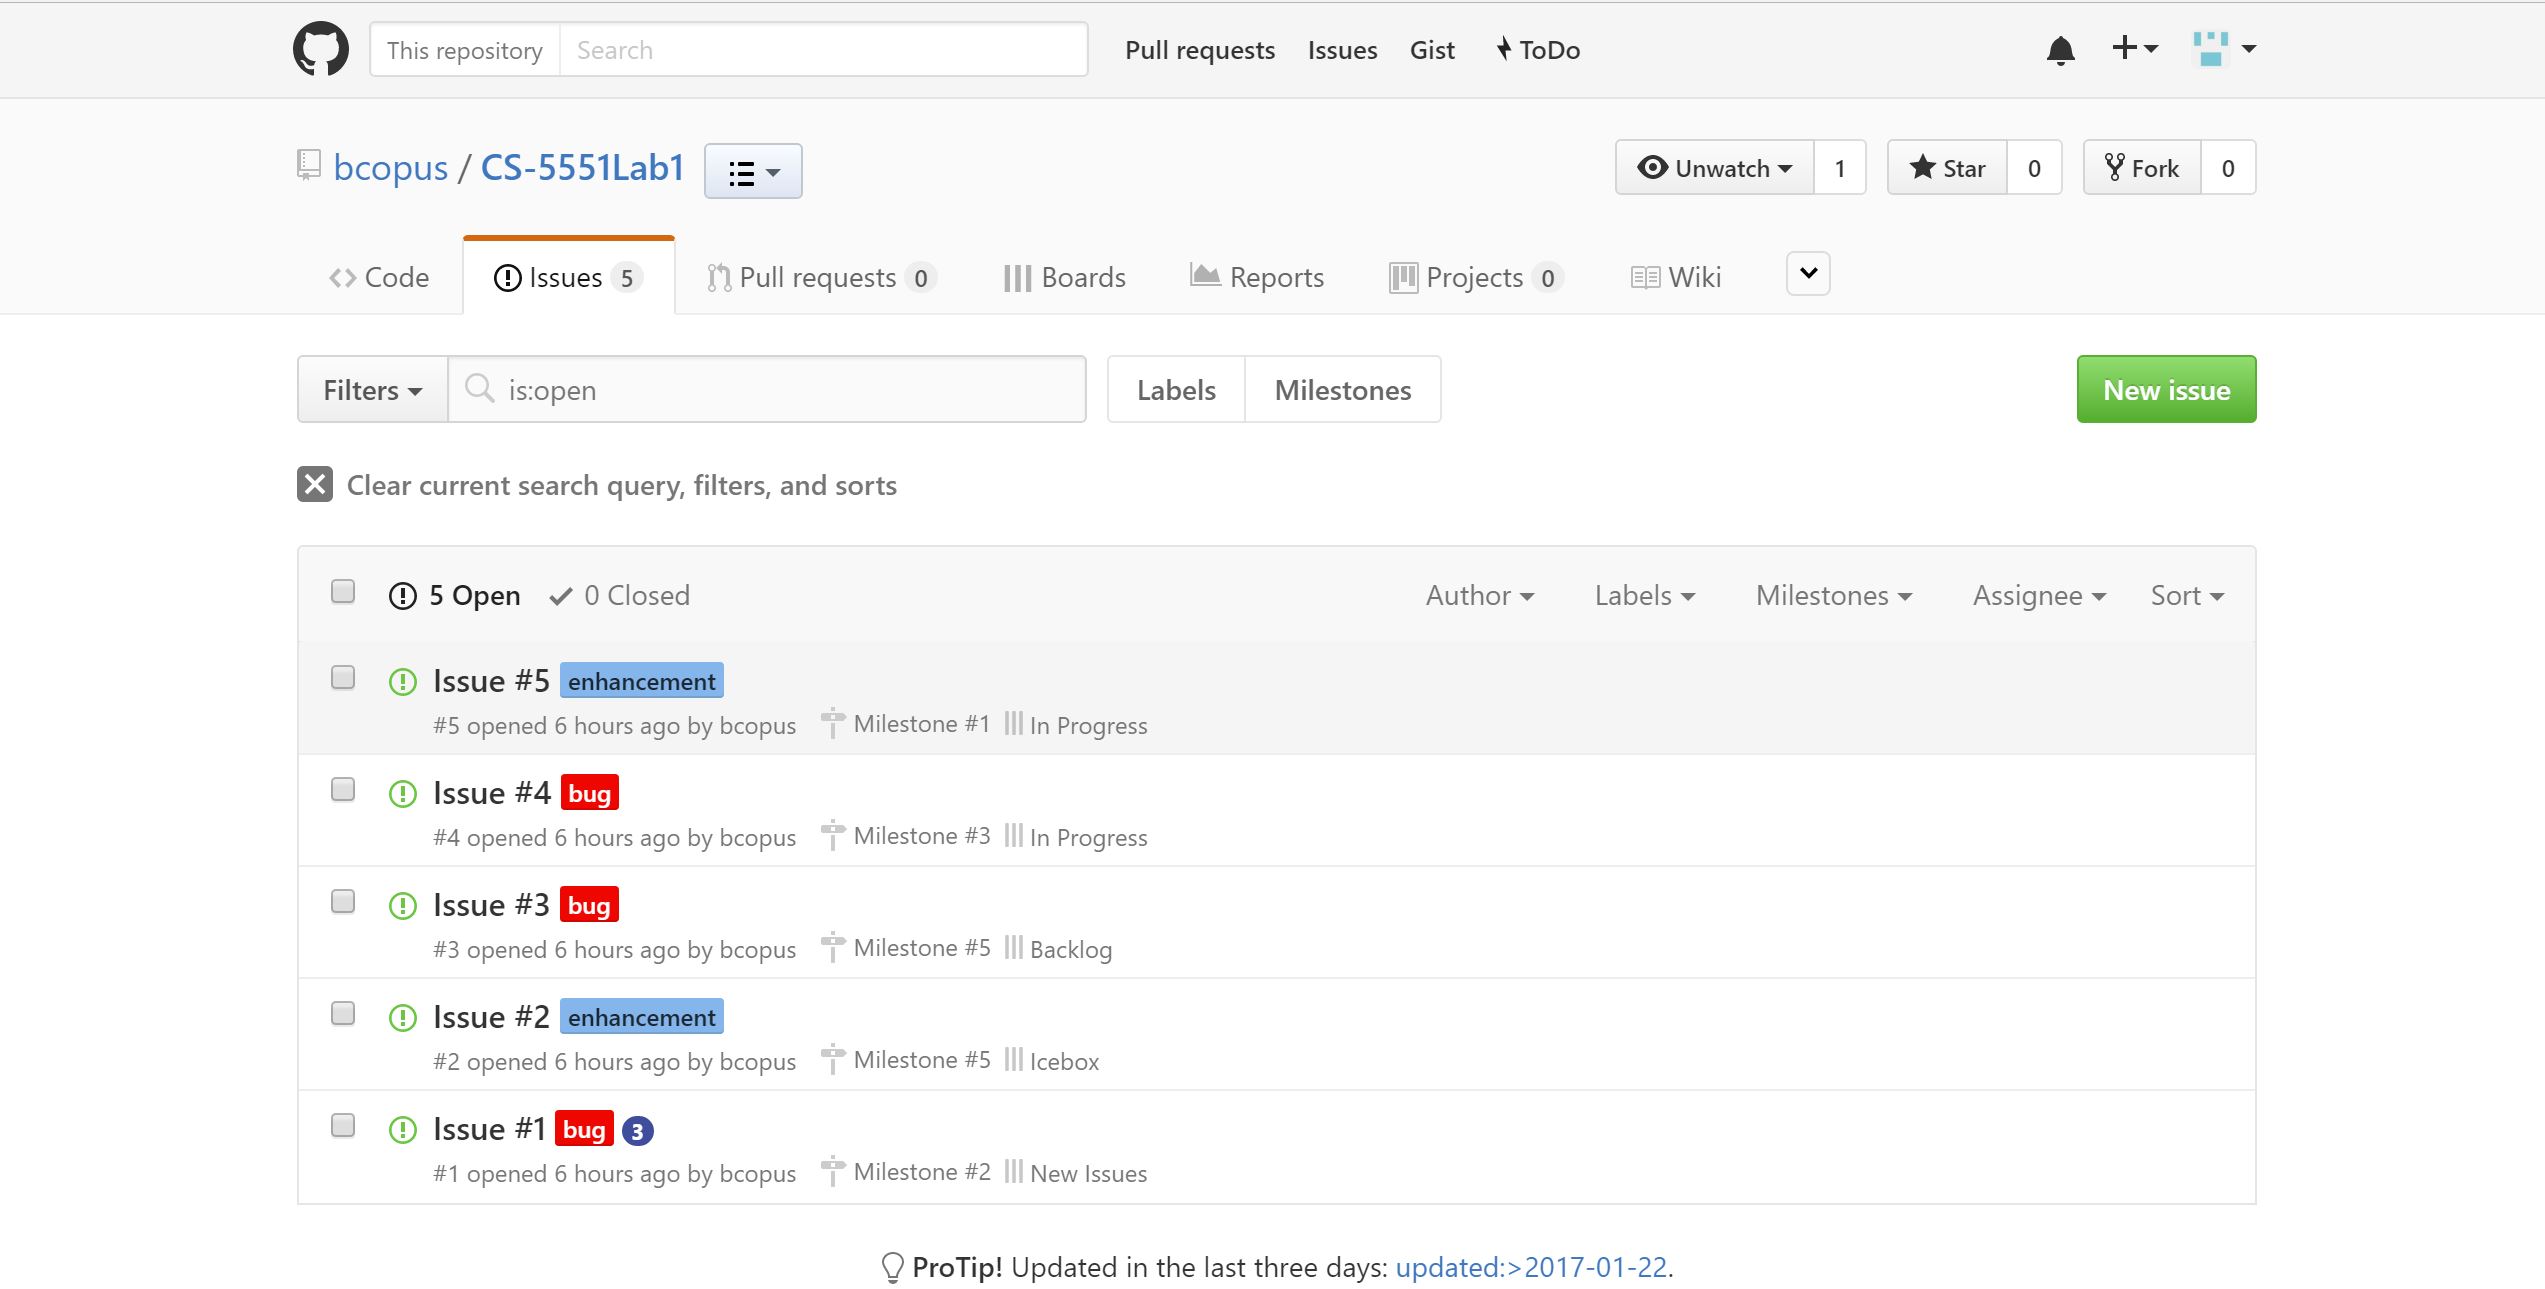 This repository Search Pull requests Issues Gist ToDo
bcopus / CS-5551Lab1 Unwatch 1 Star 0 Fork 0
Code Issues 5 Pull requests 0 Boards Reports Projects 0 Wiki
Filters is:open Labels Milestones New issue
Clear current search query, filters, and sorts
5 Open 0 Closed Author Labels Milestones Assignee Sort
Issue #5 enhancement
#5 opened 6 hours ago by bcopus Milestone #1 In Progress
Issue #4 bug
#4 opened 6 hours ago by bcopus Milestone #3 In Progress
Issue #3 bug
#3 opened 6 hours ago by bcopus Milestone #5 Backlog
Issue #2 enhancement
#2 opened 6 hours ago by bcopus Milestone #5 Icebox
Issue #1 bug 3
#1 opened 6 hours ago by bcopus Milestone #2 New Issues
ProTip! Updated in the last three days: updated:>2017-01-22.